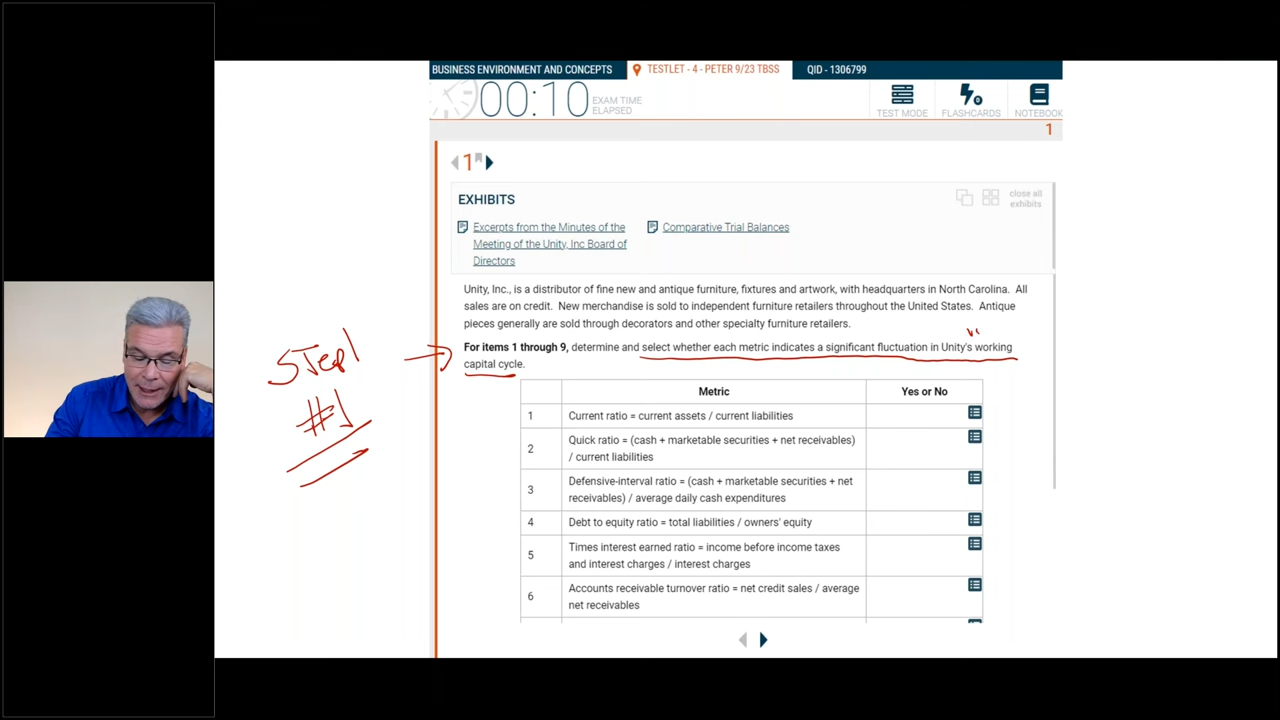 BUSINESS ENVIRONMENT AND CONCEPTS
TESTLET - 4 - PETER 9/23 TBSS
QID - 1306799
00:10
EXAM TIME
ELAPSED
TEST MODE
FLASHCARDS
NOTEBOOK
1
1
EXHIBITS
close all
exhibits
Excerpts from the Minutes of the
Meeting of the Unity, Inc Board of
Directors
Comparative Trial Balances
Unity, Inc., is a distributor of fine new and antique furniture, fixtures and artwork, with headquarters in North Carolina. All
sales are on credit. New merchandise is sold to independent furniture retailers throughout the United States. Antique
pieces generally are sold through decorators and other specialty furniture retailers.
For items 1 through 9, determine and select whether each metric indicates a significant fluctuation in Unity's working
capital cycle.
Step
#1
Metric
Yes or No
1 Current ratio = current assets / current liabilities
2 Quick ratio = (cash + marketable securities + net receivables)
/ current liabilities
3 Defensive-interval ratio = (cash + marketable securities + net
receivables) / average daily cash expenditures
4 Debt to equity ratio = total liabilities / owners' equity
5 Times interest earned ratio = income before income taxes
and interest charges / interest charges
6 Accounts receivable turnover ratio = net credit sales / average
net receivables